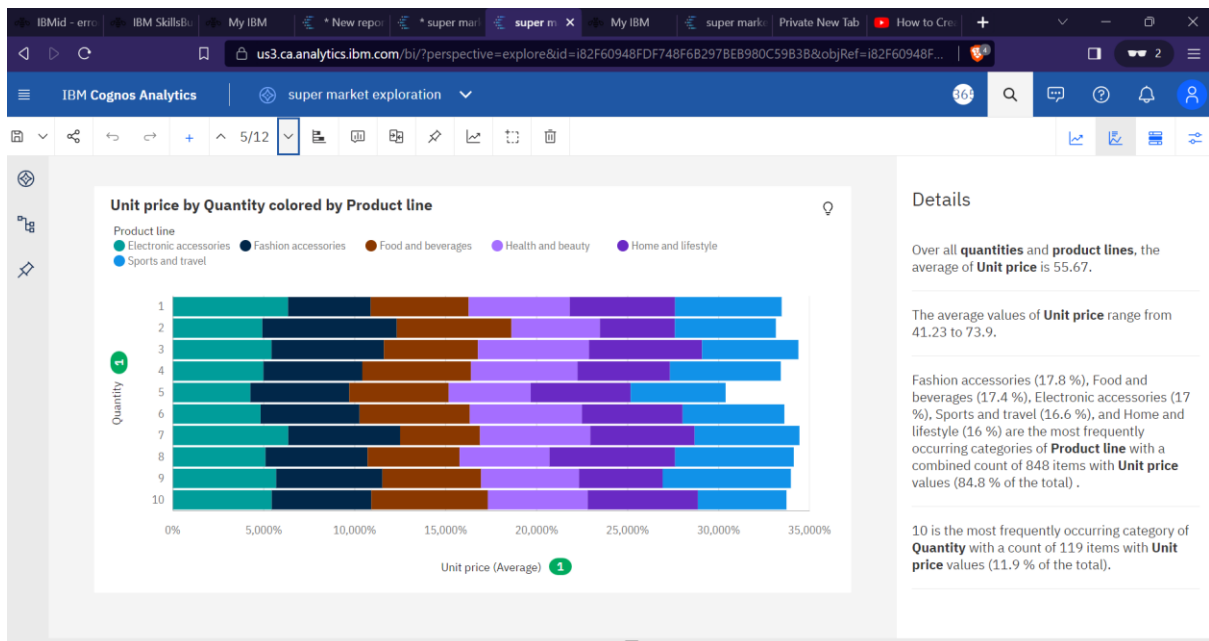 IBMid - erro
IBM SkillsBu
My IBM
* New repor
* super mark
super m
My IBM
super marke
Private New Tab
How to Crea
us3.ca.analytics.ibm.com/bi/?perspective=explore&id=i82F60948FDF748F6B297BEB980C59B3B&objRef=i82F60948F...
4
2
IBM Cognos Analytics
super market exploration
365
5/12
Unit price by Quantity colored by Product line
Product line
Electronic accessories
Fashion accessories
Food and beverages
Health and beauty
Home and lifestyle
Sports and travel
Quantity 1
1
2
3
4
5
6
7
8
9
10
0% 5,000% 10,000% 15,000% 20,000% 25,000% 30,000% 35,000%
Unit price (Average) 1
Details
Over all quantities and product lines, the
average of Unit price is 55.67.
The average values of Unit price range from
41.23 to 73.9.
Fashion accessories (17.8 %), Food and
beverages (17.4 %), Electronic accessories (17
%), Sports and travel (16.6 %), and Home and
lifestyle (16 %) are the most frequently
occurring categories of Product line with a
combined count of 848 items with Unit price
values (84.8 % of the total) .
10 is the most frequently occurring category of
Quantity with a count of 119 items with Unit
price values (11.9 % of the total).